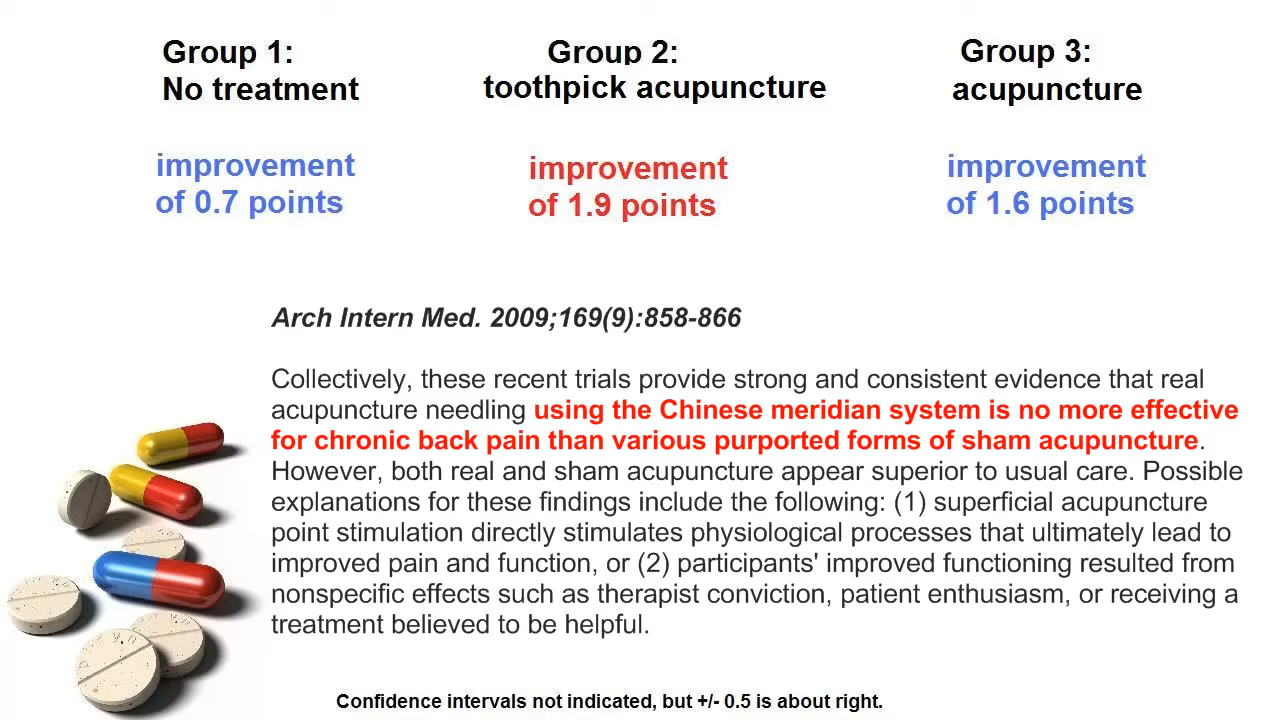 Group 1:
No treatment
Group 2:
toothpick acupuncture
Group 3:
acupuncture
improvement
of 0.7 points
improvement
of 1.9 points
improvement
of 1.6 points
Arch Intern Med. 2009;169(9):858-866
Collectively, these recent trials provide strong and consistent evidence that real
acupuncture needling using the Chinese meridian system is no more effective
for chronic back pain than various purported forms of sham acupuncture.
However, both real and sham acupuncture appear superior to usual care. Possible
explanations for these findings include the following: (1) superficial acupuncture
point stimulation directly stimulates physiological processes that ultimately lead to
improved pain and function, or (2) participants' improved functioning resulted from
nonspecific effects such as therapist conviction, patient enthusiasm, or receiving a
treatment believed to be helpful.
Confidence intervals not indicated, but +/- 0.5 is about right.